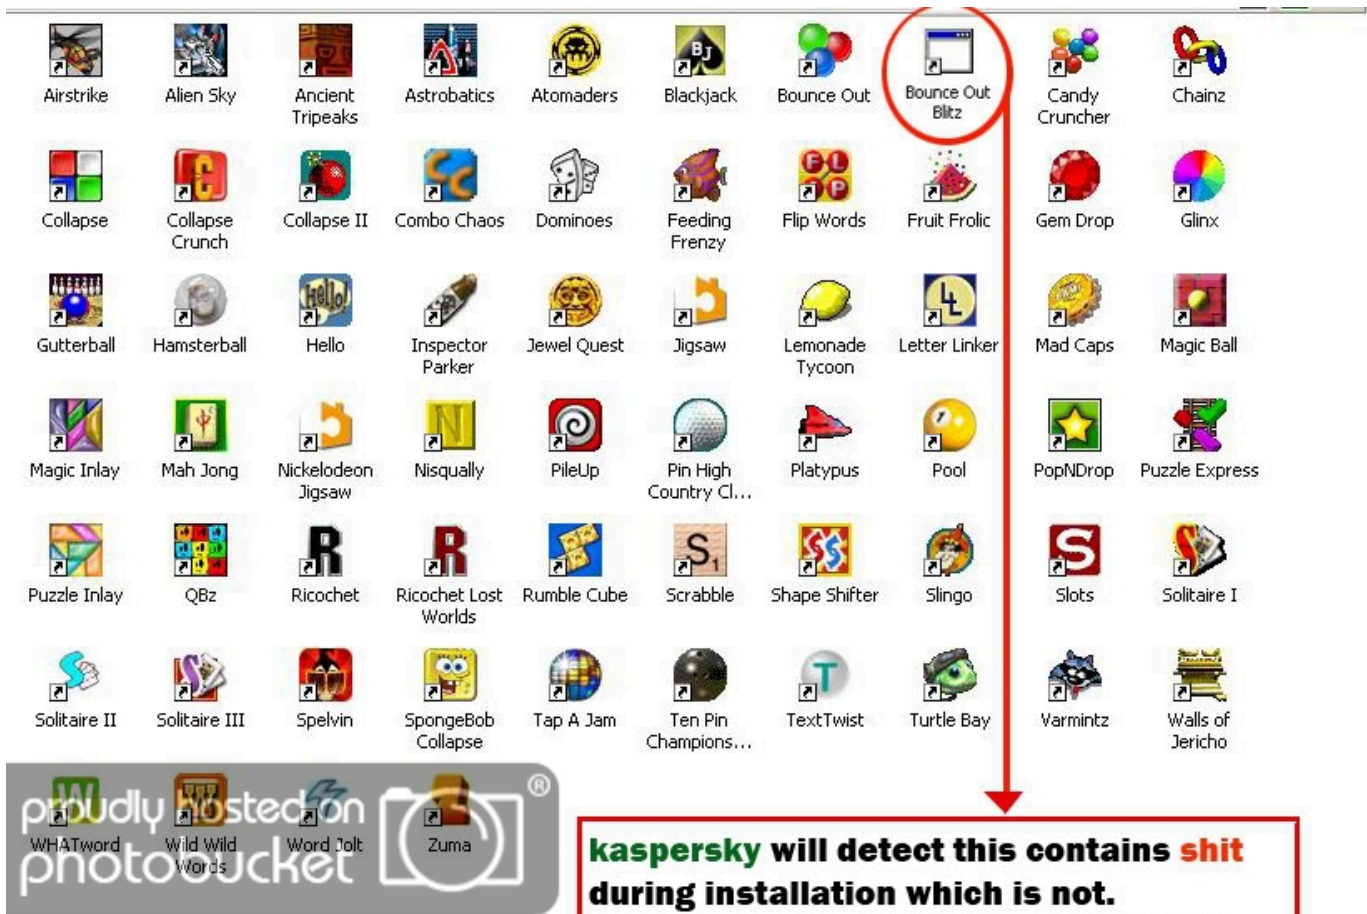 Airstrike Alien Sky Ancient Astrobatics Atomaders Blackjack Bounce Out Bounce Out Candy Chainz
Tripeaks Blitz Cruncher
Collapse Collapse Collapse II Combo Chaos Dominoes Feeding Flip Words Fruit Frolic Gem Drop Glinx
Crunch Frenzy
Gutterball Hamsterball Hello Inspector Jewel Quest Jigsaw Lemonade Letter Linker Mad Caps Magic Ball
Parker Tycoon
Magic Inlay Mah Jong Nickelodeon Nisqually PileUp Pin High Platypus Pool PopNDrop Puzzle Express
Jigsaw Country Cl...
Puzzle Inlay QBz Ricochet Ricochet Lost Rumble Cube Scrabble Shape Shifter Slingo Slots Solitaire I
Worlds
Solitaire II Solitaire III Spelvin SpongeBob Tap A Jam Ten Pin TextTwist Turtle Bay Varmintz Walls of
Collapse Champions... Jericho
WHATword Wild Wild Word Jolt Zuma
Words
proudly hosted on
photobucket
kaspersky will detect this contains shit
during installation which is not.